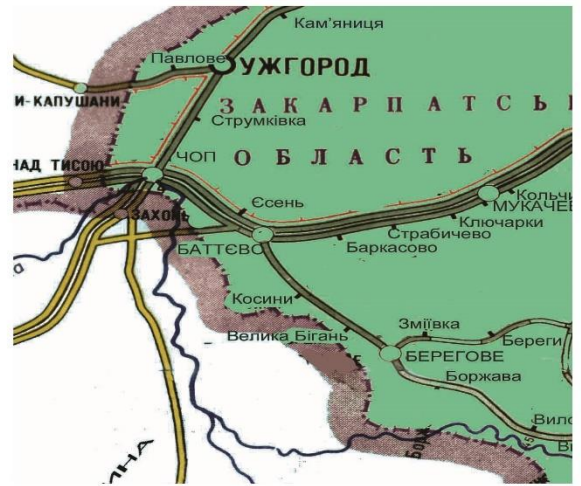 Кам'яниця
Павлове
УЖГОРОД
И-КАПУШАНИ
ЗАКАРПАТСЬ
Струмківка
ЧОП
ОБЛАСТЬ
НАД ТИСОЮ
Єсень
Кольчи
МУКАЧЕВ
ЗАХОНЬ
Ключарки
Страбичево
БАТТЄВО
Баркасово
Косини
Велика Бігань
Зміївка
Береги
БЕРЕГОВЕ
Боржава
Вило